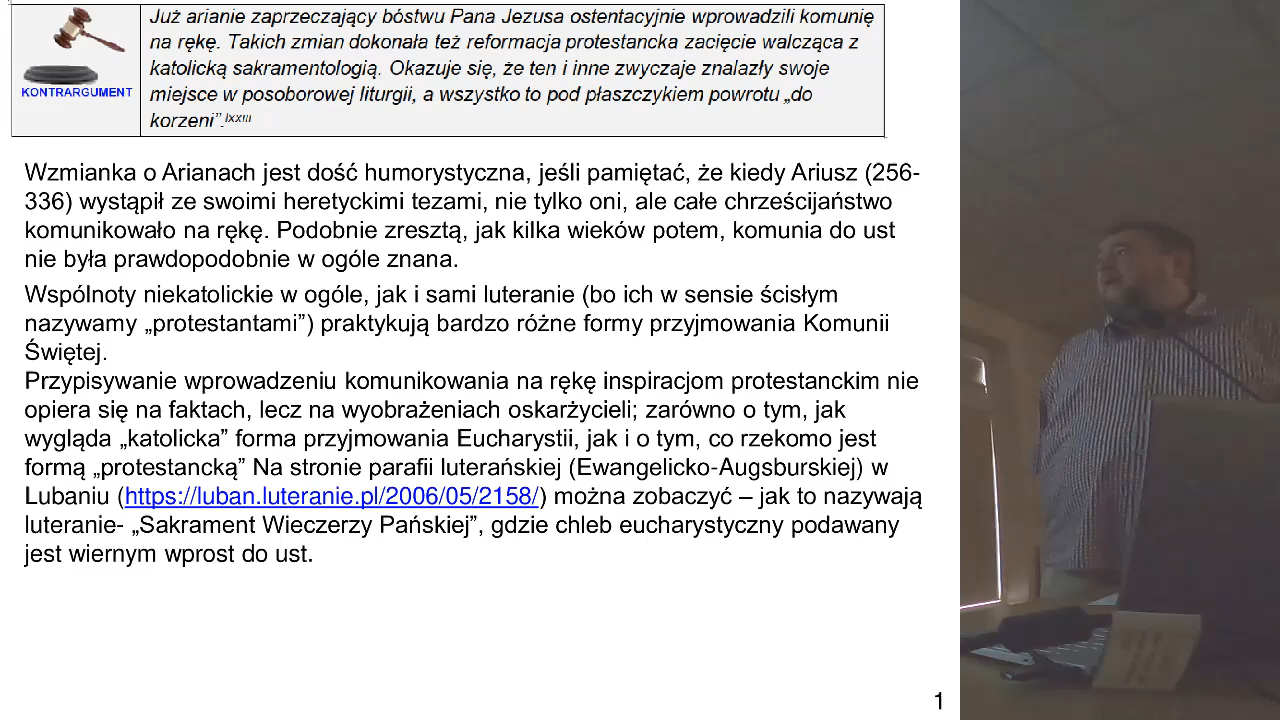 Już arianie zaprzeczający bóstwu Pana Jezusa ostentacyjnie wprowadzili komunię
na rękę. Takich zmian dokonała też reformacja protestancka zacięcie walcząca z
katolicką sakramentologią. Okazuje się, że ten i inne zwyczaje znalazły swoje
miejsce w posoborowej liturgii, a wszystko to pod płaszczykiem powrotu „do
korzeni”.lxxiii
KONTRARGUMENT
Wzmianka o Arianach jest dość humorystyczna, jeśli pamiętać, że kiedy Ariusz (256-
336) wystąpił ze swoimi heretyckimi tezami, nie tylko oni, ale całe chrześcijaństwo
komunikowało na rękę. Podobnie zresztą, jak kilka wieków potem, komunia do ust
nie była prawdopodobnie w ogóle znana.
Wspólnoty niekatolickie w ogóle, jak i sami luteranie (bo ich w sensie ścisłym
nazywamy „protestantami”) praktykują bardzo różne formy przyjmowania Komunii
Świętej.
Przypisywanie wprowadzeniu komunikowania na rękę inspiracjom protestanckim nie
opiera się na faktach, lecz na wyobrażeniach oskarżycieli; zarówno o tym, jak
wygląda „katolicka” forma przyjmowania Eucharystii, jak i o tym, co rzekomo jest
formą „protestancką” Na stronie parafii luterańskiej (Ewangelicko-Augsburskiej) w
Lubaniu (https://luban.luteranie.pl/2006/05/2158/) można zobaczyć – jak to nazywają
luteranie- „Sakrament Wieczerzy Pańskiej”, gdzie chleb eucharystyczny podawany
jest wiernym wprost do ust.
1